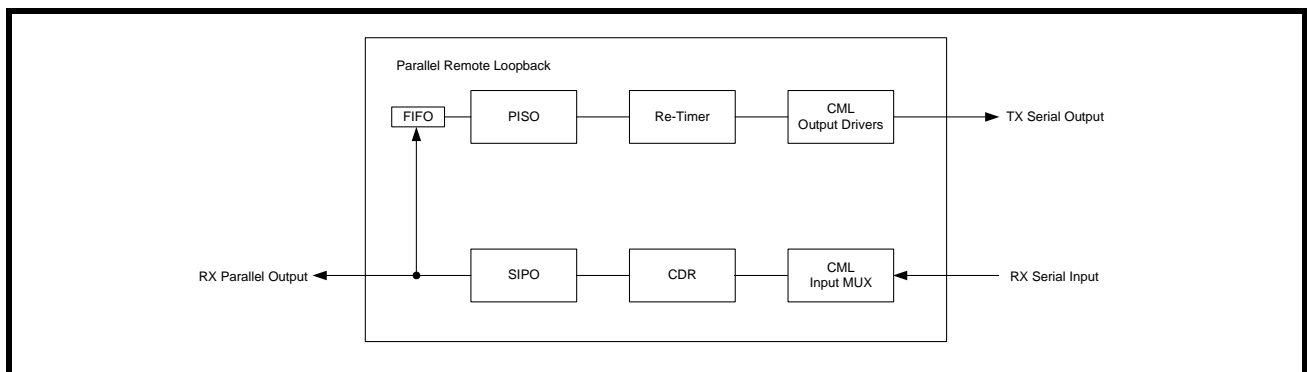 Parallel Remote Loopback
FIFO
PISO
Re-Timer
CML
Output Drivers
TX Serial Output
RX Parallel Output
SIPO
CDR
CML
Input MUX
RX Serial Input